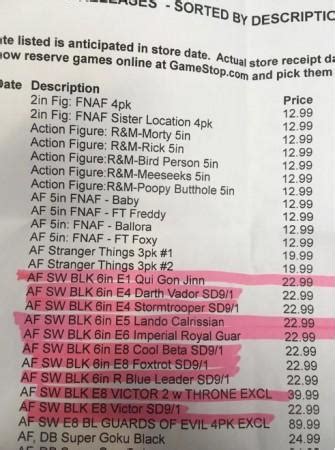 RELEASES - SORTED BY DESCRIPTIO
ate listed is anticipated in store date. Actual store receipt da
now reserve games online at GameStop.com and pick them
Date Description Price
2in Fig: FNAF 4pk 12.99
2in Fig: FNAF Sister Location 4pk 12.99
Action Figure: R&M-Morty 5in 12.99
Action Figure:R&M-Rick 5in 12.99
Action Figure:R&M-Bird Person 5in 12.99
Action Figure:R&M-Meeseeks 5in 12.99
Action Figure:R&M-Poopy Butthole 5in 12.99
AF 5in FNAF - Baby 12.99
AF 5in FNAF - FT Freddy 12.99
AF 5in: FNAF - Ballora 12.99
AF 5in: FNAF - FT Foxy 12.99
AF Stranger Things 3pk #1 19.99
AF Stranger Things 3pk #2 19.99
AF SW BLK 6in E1 Qui Gon Jinn 22.99
AF SW BLK 6in E4 Darth Vador SD9/1 22.99
AF SW BLK 6in E4 Stormtrooper SD9/1 22.99
AF SW BLK 6in E5 Lando Calrissian 22.99
AF SW BLK 6in E6 Imperial Royal Guar 22.99
AF SW BLK 6in E8 Cool Beta SD9/1 22.99
AF SW BLK 6in E8 Foxtrot SD9/1 22.99
AF SW BLK 6in R Blue Leader SD9/1 22.99
AF SW BLK E8 VICTOR 2 w THRONE EXCL 39.99
AF SW BLK E8 Victor SD9/1 22.99
AF SW E8 BL GUARDS OF EVIL 4PK EXCL 89.99
AF, DB Super Goku Black 24.99